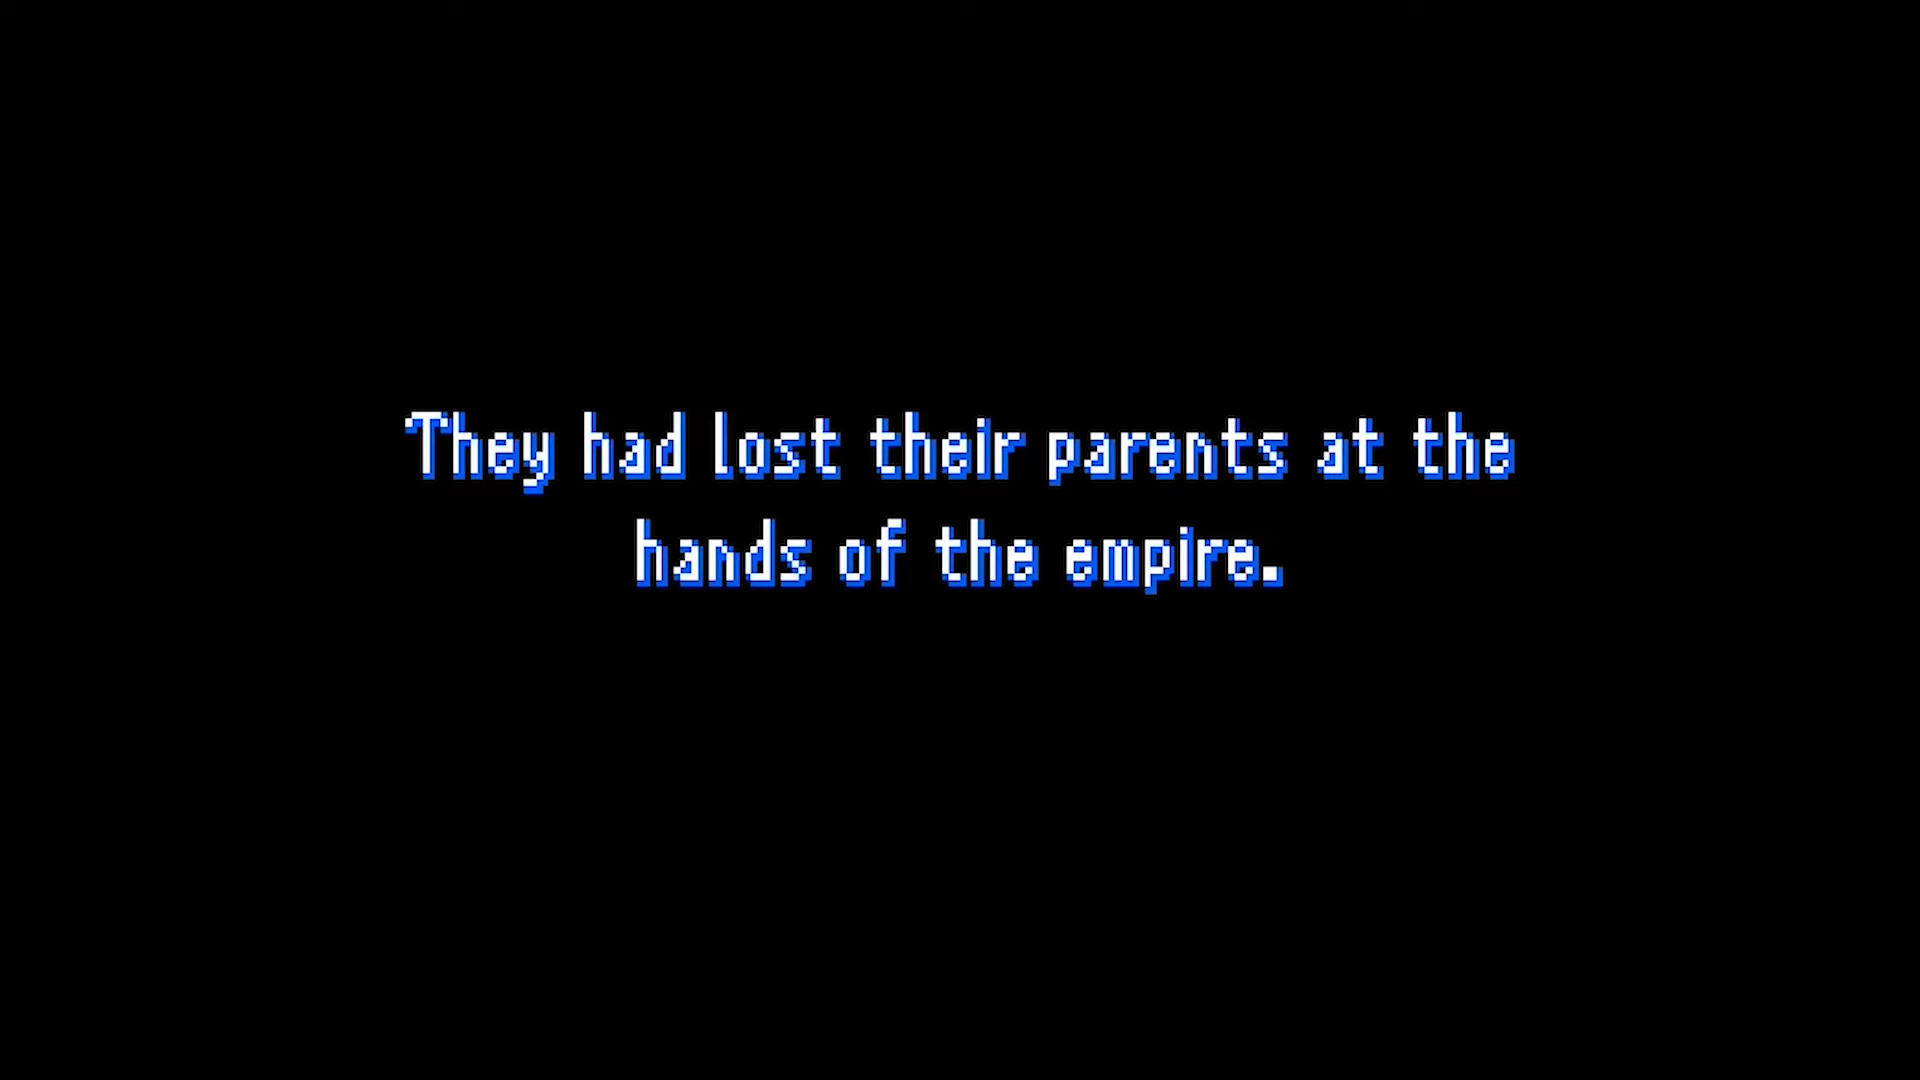 They had lost their parents at the
hands of the empire.